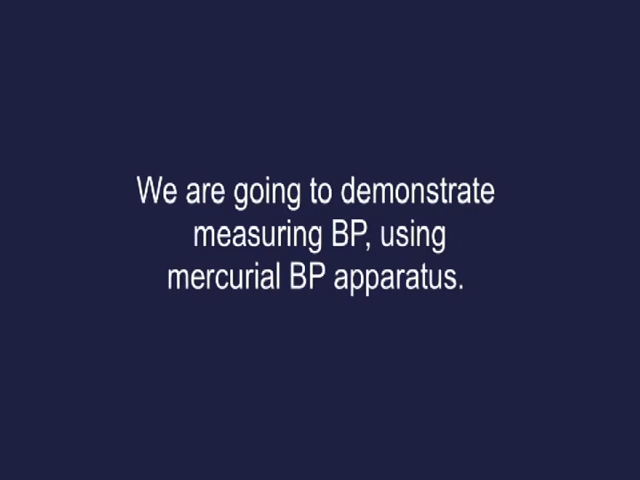 We are going to demonstrate
measuring BP, using
mercurial BP apparatus.